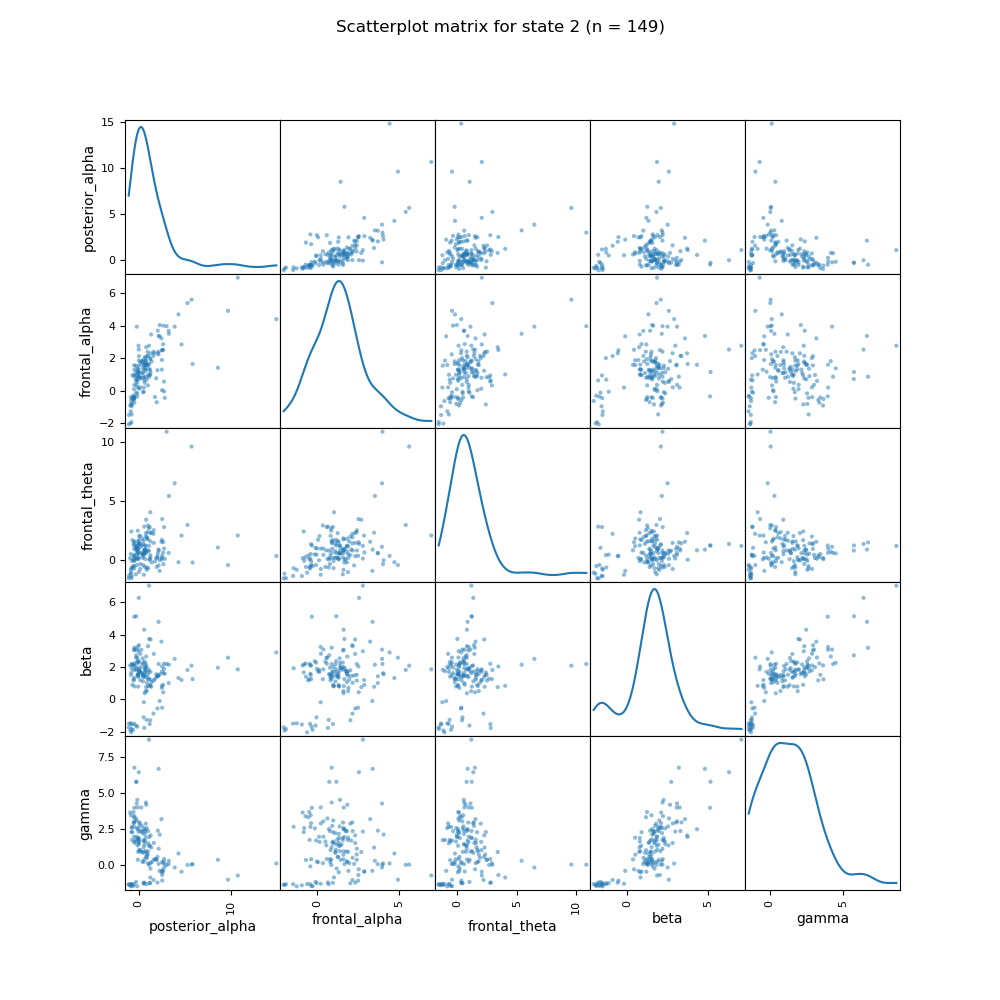 Scatterplot matrix for state 2 (n = 149)
posterior_alpha
15
10
5
0
frontal_alpha
6
4
2
0
−2
frontal_theta
10
5
0
beta
6
4
2
0
−2
gamma
7.5
5.0
2.5
0.0
0 10 0 5 0 5 10 0 5 0 5
posterior_alpha frontal_alpha frontal_theta beta gamma